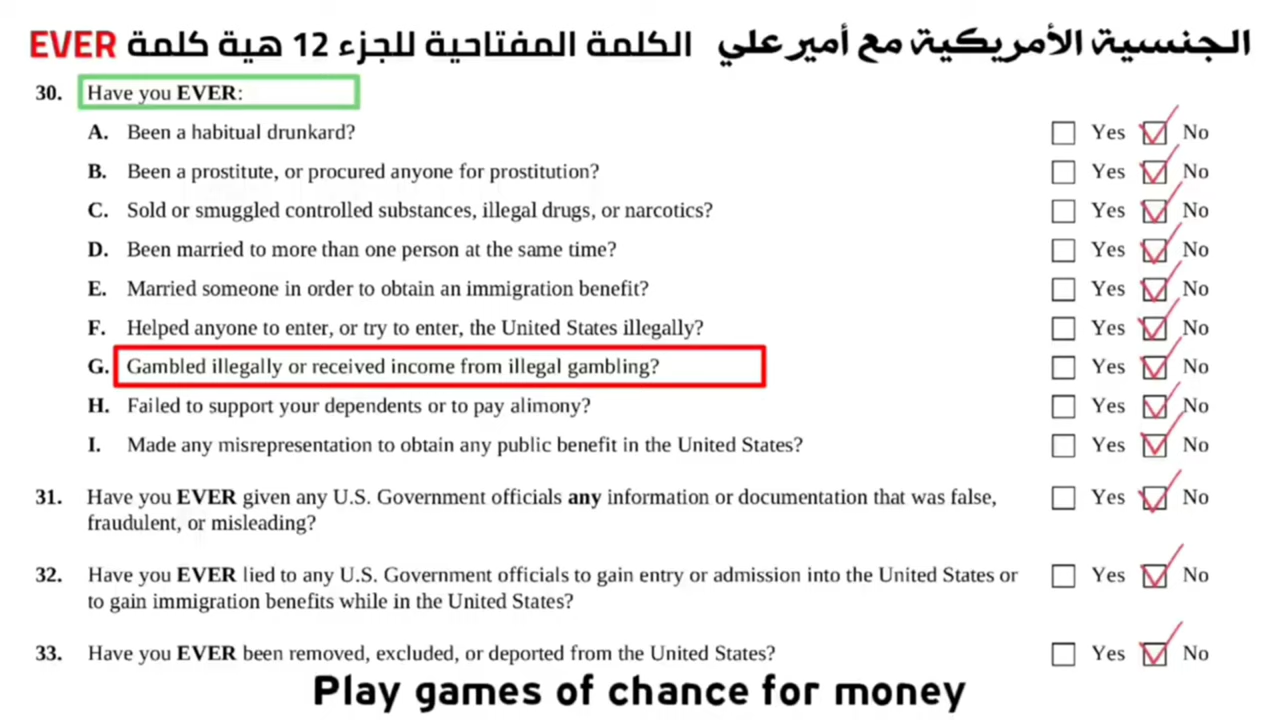 الجنسية الأمريكية مع أمير علي الكلمة المفتاحية للجزء 12 هية كلمة EVER
30. Have you EVER:
A. Been a habitual drunkard? Yes No
B. Been a prostitute, or procured anyone for prostitution? Yes No
C. Sold or smuggled controlled substances, illegal drugs, or narcotics? Yes No
D. Been married to more than one person at the same time? Yes No
E. Married someone in order to obtain an immigration benefit? Yes No
F. Helped anyone to enter, or try to enter, the United States illegally? Yes No
G. Gambled illegally or received income from illegal gambling? Yes No
H. Failed to support your dependents or to pay alimony? Yes No
I. Made any misrepresentation to obtain any public benefit in the United States? Yes No
31. Have you EVER given any U.S. Government officials any information or documentation that was false, Yes No
fraudulent, or misleading?
32. Have you EVER lied to any U.S. Government officials to gain entry or admission into the United States or Yes No
to gain immigration benefits while in the United States?
33. Have you EVER been removed, excluded, or deported from the United States? Yes No
Play games of chance for money